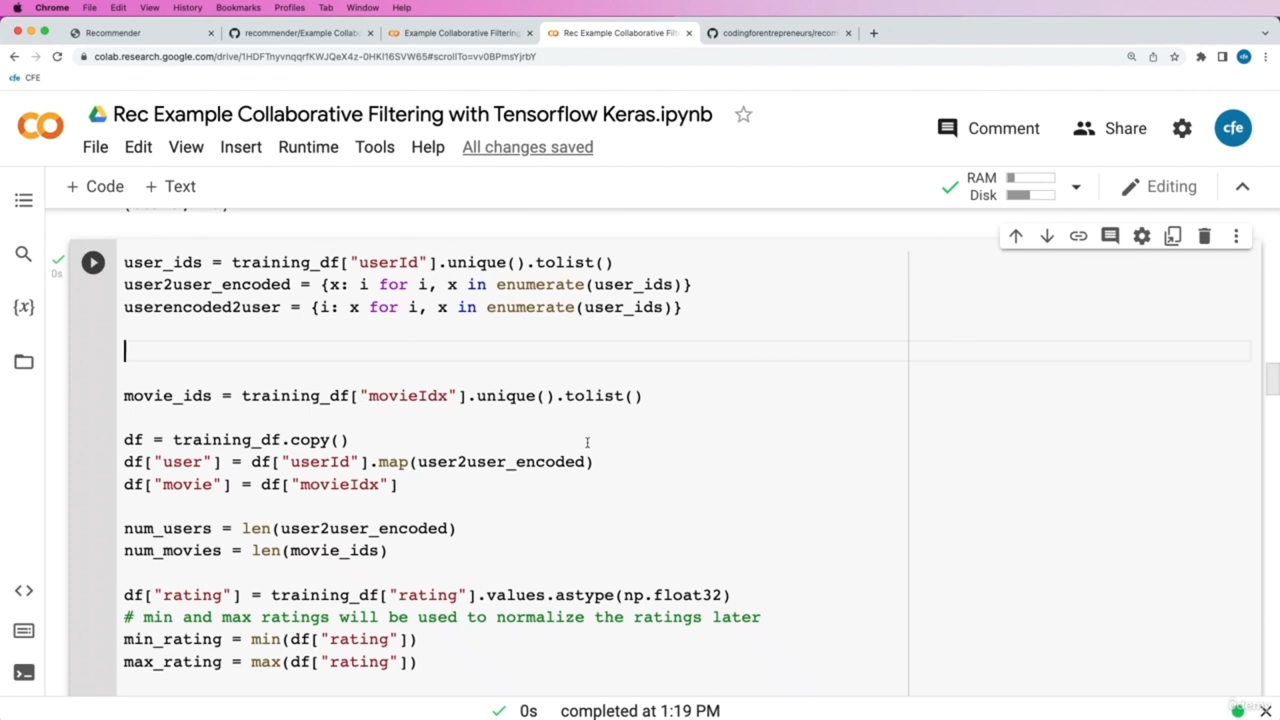 Chrome File Edit View History Bookmarks Profiles Tab Window Help
Recommender recommender/Example Collab Example Collaborative Filtering Rec Example Collaborative Filt codingforentrepreneurs/recom
colab.research.google.com/drive/1HDFTnyvnqqrfKWJQeX4z-0HKI16SVW65#scrollTo=vv0BPmsYjrbY
cfe CFE
Rec Example Collaborative Filtering with Tensorflow Keras.ipynb
File Edit View Insert Runtime Tools Help All changes saved
Comment Share cfe
+ Code + Text
RAM
Disk
Editing
0s
user_ids = training_df["userId"].unique().tolist()
user2user_encoded = {x: i for i, x in enumerate(user_ids)}
userencoded2user = {i: x for i, x in enumerate(user_ids)}
movie_ids = training_df["movieIdx"].unique().tolist()
df = training_df.copy()
df["user"] = df["userId"].map(user2user_encoded)
df["movie"] = df["movieIdx"]
num_users = len(user2user_encoded)
num_movies = len(movie_ids)
df["rating"] = training_df["rating"].values.astype(np.float32)
# min and max ratings will be used to normalize the ratings later
min_rating = min(df["rating"])
max_rating = max(df["rating"])
0s completed at 1:19 PM